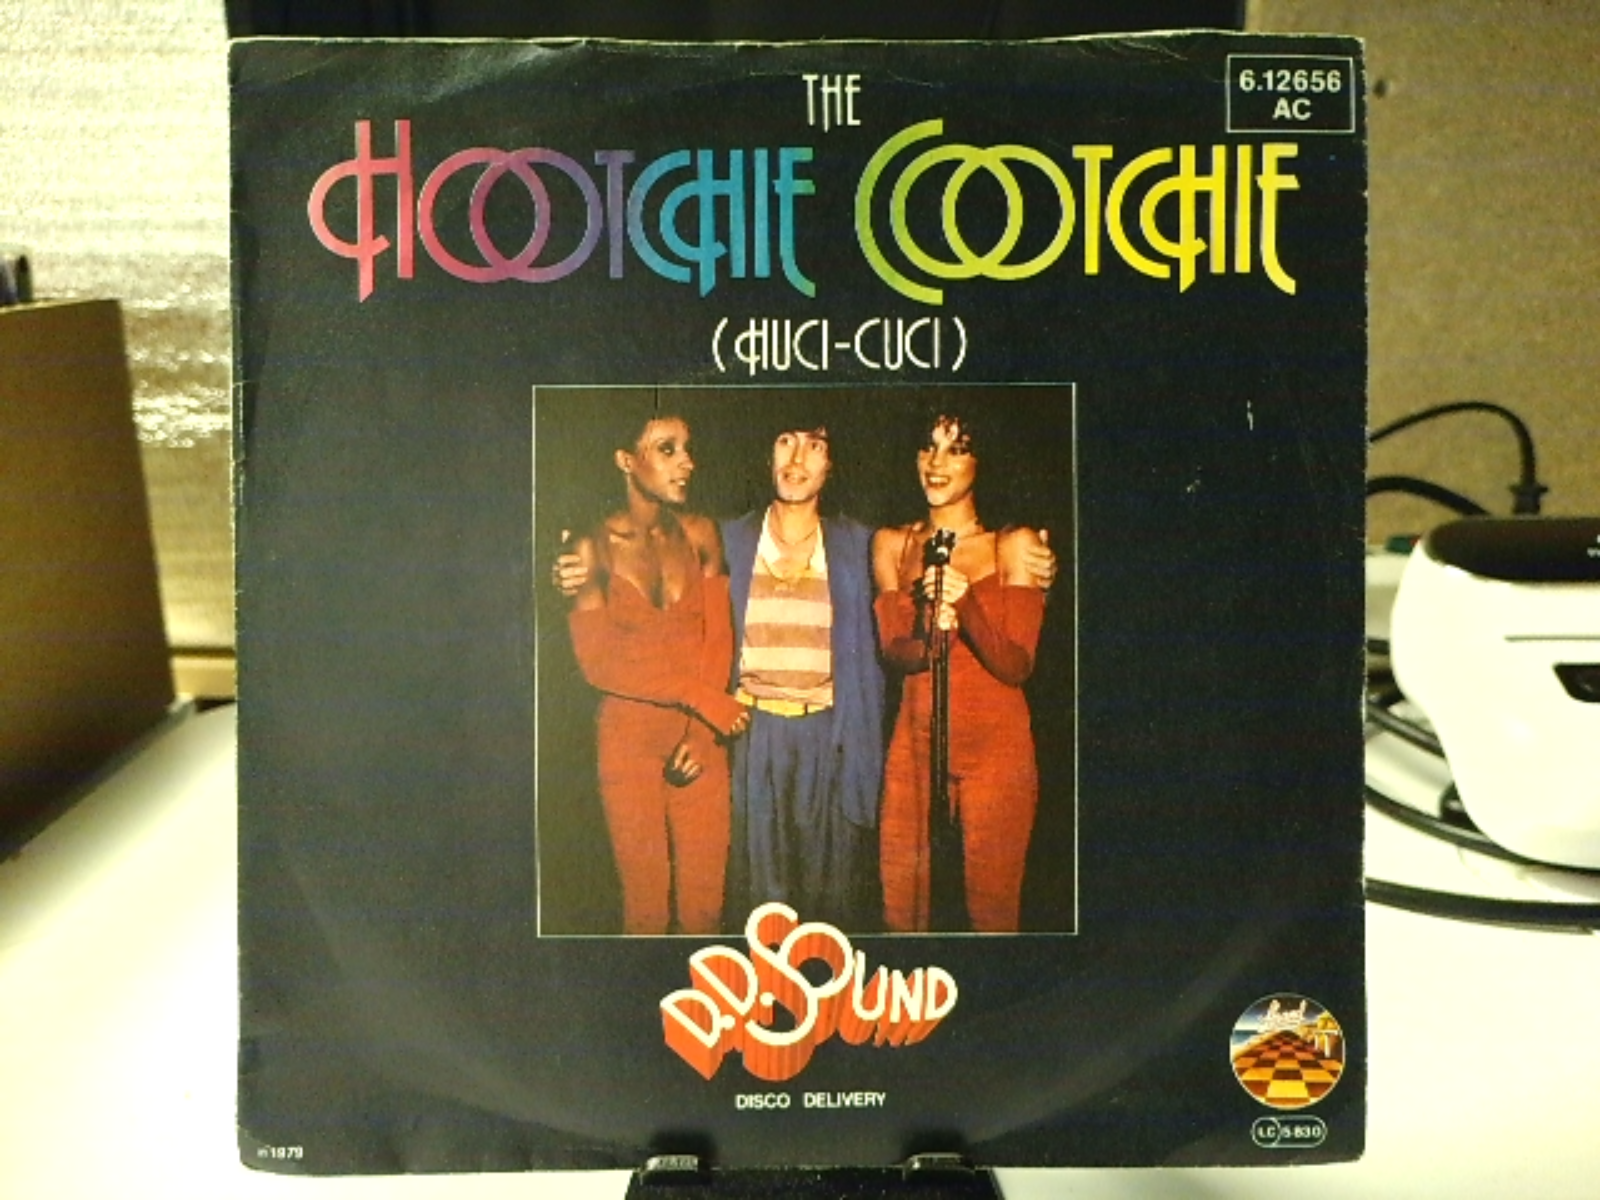 THE
6.12656
AC
HOOTCHIE COOTCHIE
(HUCI-CUCI)
D.D. SOUND
DISCO DELIVERY
LC 5830
℗ 1979